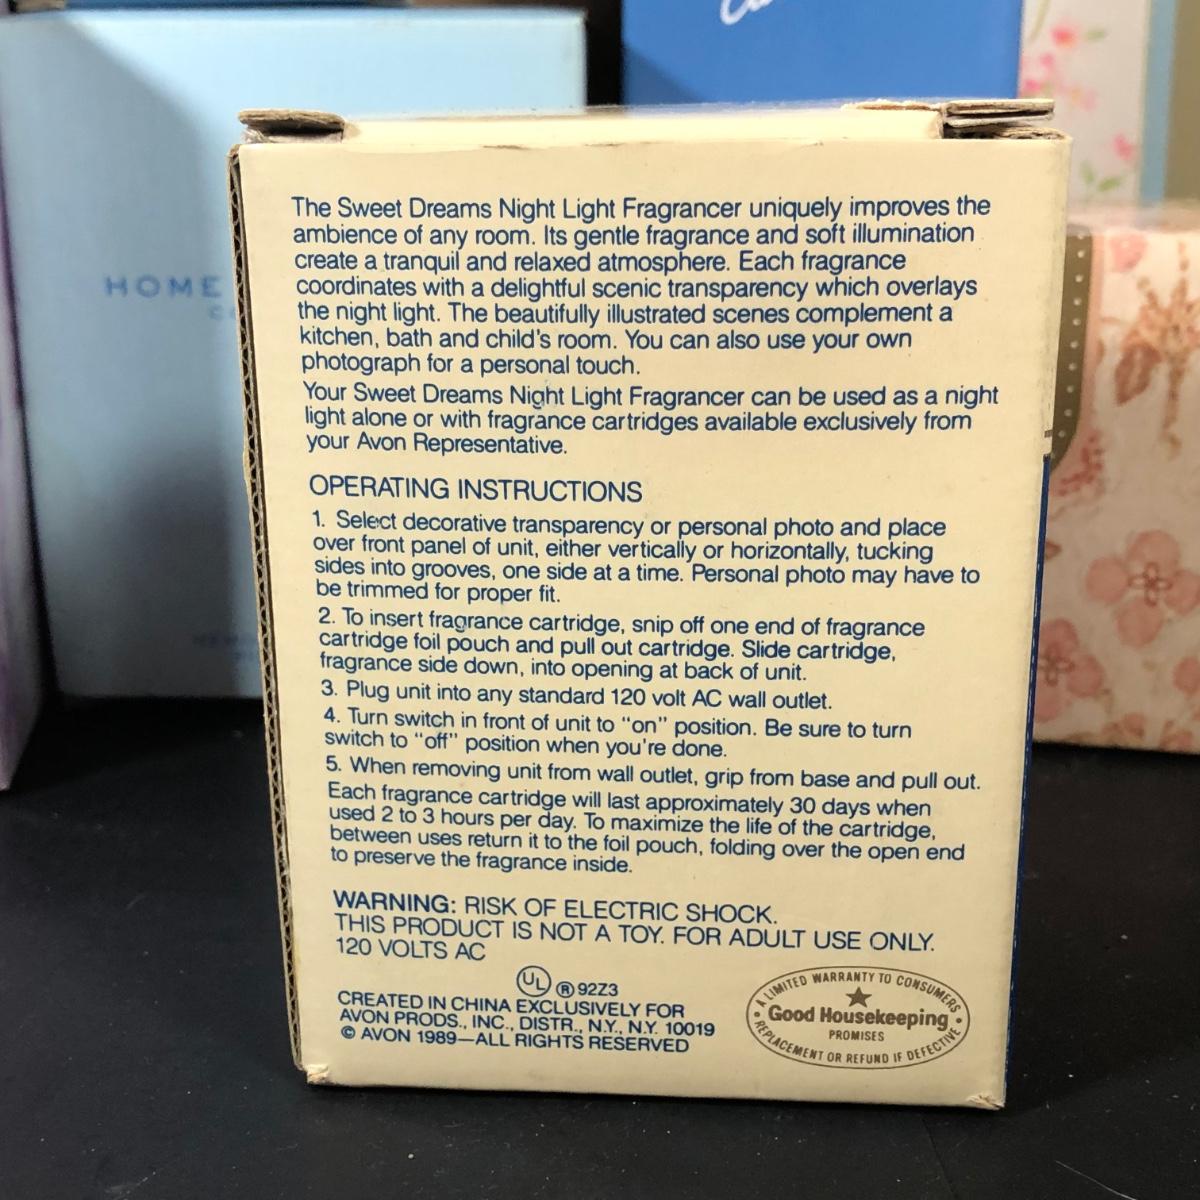 HOME
The Sweet Dreams Night Light Fragrancer uniquely improves the
ambience of any room. Its gentle fragrance and soft illumination
create a tranquil and relaxed atmosphere. Each fragrance
coordinates with a delightful scenic transparency which overlays
the night light. The beautifully illustrated scenes complement a
kitchen, bath and child's room. You can also use your own
photograph for a personal touch.
Your Sweet Dreams Night Light Fragrancer can be used as a night
light alone or with fragrance cartridges available exclusively from
your Avon Representative.
OPERATING INSTRUCTIONS
1. Select decorative transparency or personal photo and place
over front panel of unit, either vertically or horizontally, tucking
sides into grooves, one side at a time. Personal photo may have to
be trimmed for proper fit.
2. To insert fragrance cartridge, snip off one end of fragrance
cartridge foil pouch and pull out cartridge. Slide cartridge,
fragrance side down, into opening at back of unit.
3. Plug unit into any standard 120 volt AC wall outlet.
4. Turn switch in front of unit to "on" position. Be sure to turn
switch to "off" position when you're done.
5. When removing unit from wall outlet, grip from base and pull out.
Each fragrance cartridge will last approximately 30 days when
used 2 to 3 hours per day. To maximize the life of the cartridge,
between uses return it to the foil pouch, folding over the open end
to preserve the fragrance inside.
WARNING: RISK OF ELECTRIC SHOCK.
THIS PRODUCT IS NOT A TOY. FOR ADULT USE ONLY.
120 VOLTS AC
UL ® 92Z3
CREATED IN CHINA EXCLUSIVELY FOR
AVON PRODS., INC., DISTR., N.Y., N.Y. 10019
© AVON 1989—ALL RIGHTS RESERVED
A LIMITED WARRANTY TO CONSUMERS
★
Good Housekeeping
PROMISES
REPLACEMENT OR REFUND IF DEFECTIVE